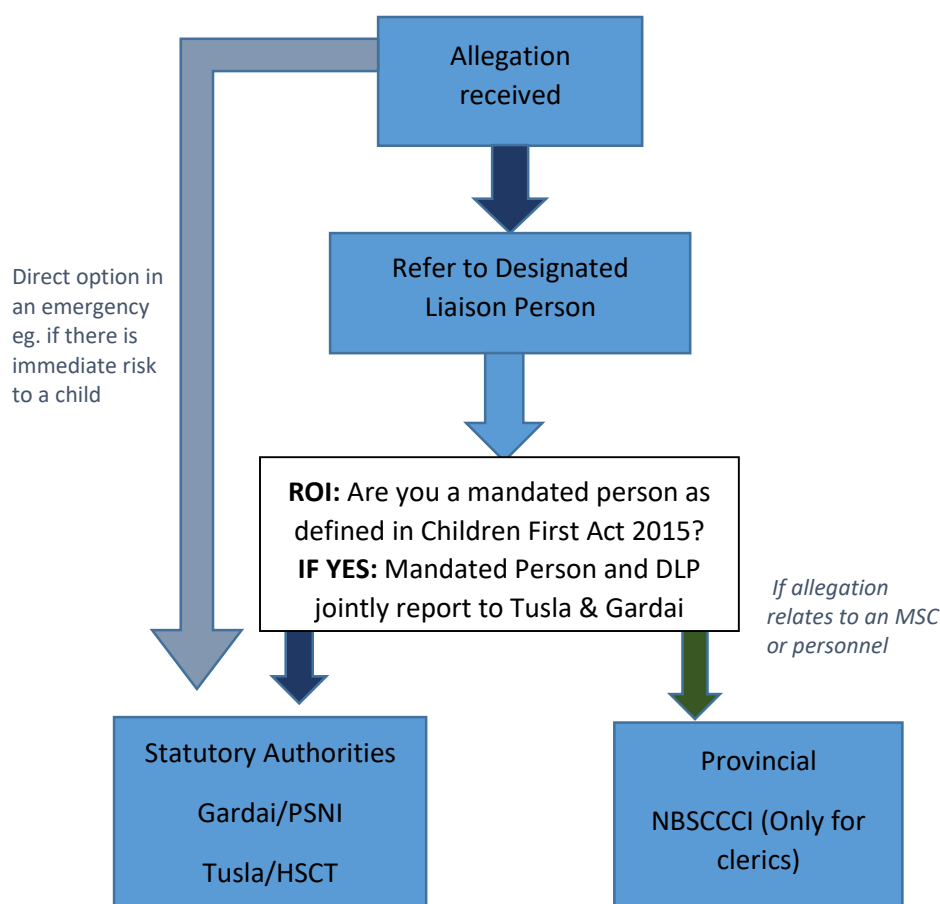 Allegation
received
Refer to Designated
Liaison Person
Direct option in
an emergency
eg. if there is
immediate risk
to a child
ROI: Are you a mandated person as
defined in Children First Act 2015?
IF YES: Mandated Person and DLP
jointly report to Tusla & Gardai
If allegation
relates to an MSC
or personnel
Statutory Authorities
Gardai/PSNI
Tusla/HSCT
Provincial
NBSCCCI (Only for
clerics)